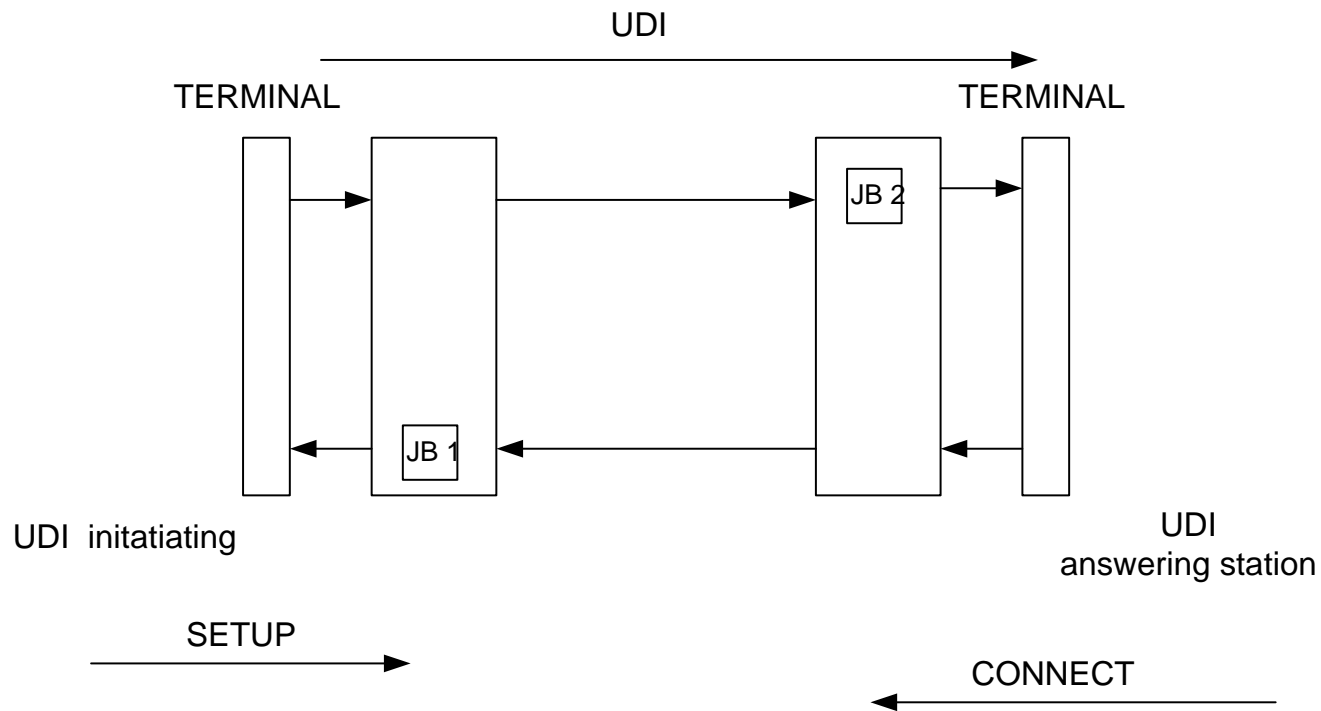 UDI
TERMINAL
TERMINAL
JB 2
JB 1
UDI initatiating
UDI
answering station
SETUP
CONNECT